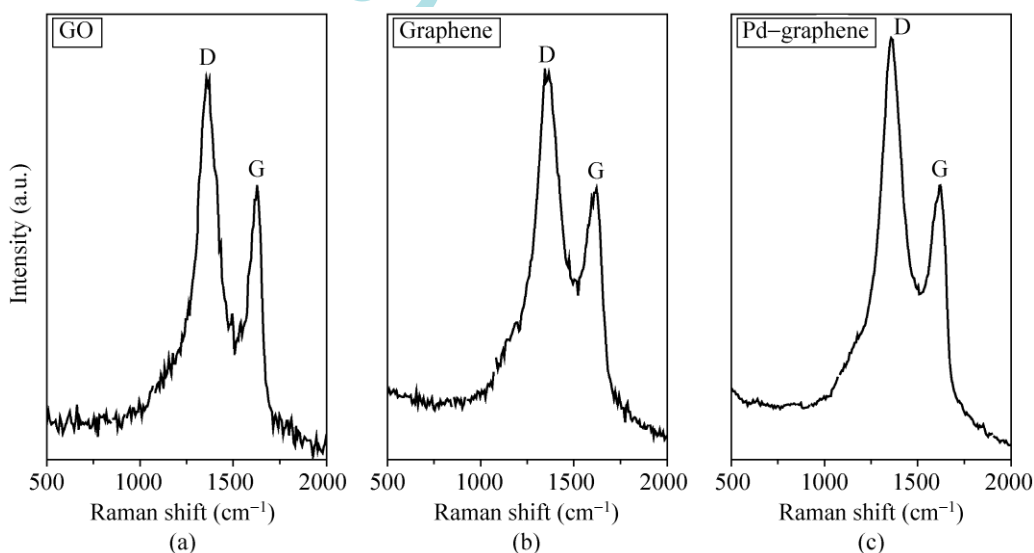 GO
D
G
Graphene
D
G
Pd−graphene
D
G
Intensity (a.u.)
500 1000 1500 2000
500 1000 1500 2000
500 1000 1500 2000
Raman shift (cm⁻¹)
Raman shift (cm⁻¹)
Raman shift (cm⁻¹)
(a)
(b)
(c)